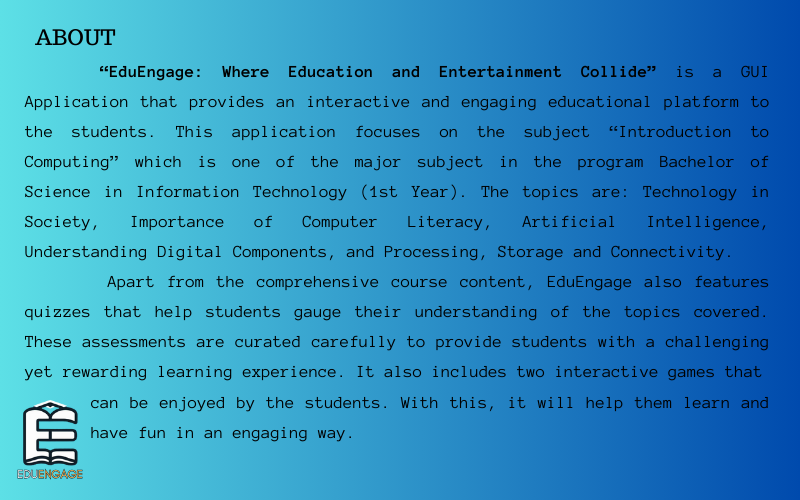 ABOUT
“EduEngage: Where Education and Entertainment Collide” is a GUI
Application that provides an interactive and engaging educational platform to
the students. This application focuses on the subject “Introduction to
Computing” which is one of the major subject in the program Bachelor of
Science in Information Technology (1st Year). The topics are: Technology in
Society, Importance of Computer Literacy, Artificial Intelligence,
Understanding Digital Components, and Processing, Storage and Connectivity.
Apart from the comprehensive course content, EduEngage also features
quizzes that help students gauge their understanding of the topics covered.
These assessments are curated carefully to provide students with a challenging
yet rewarding learning experience. It also includes two interactive games that
can be enjoyed by the students. With this, it will help them learn and
have fun in an engaging way.
EDUENGAGE